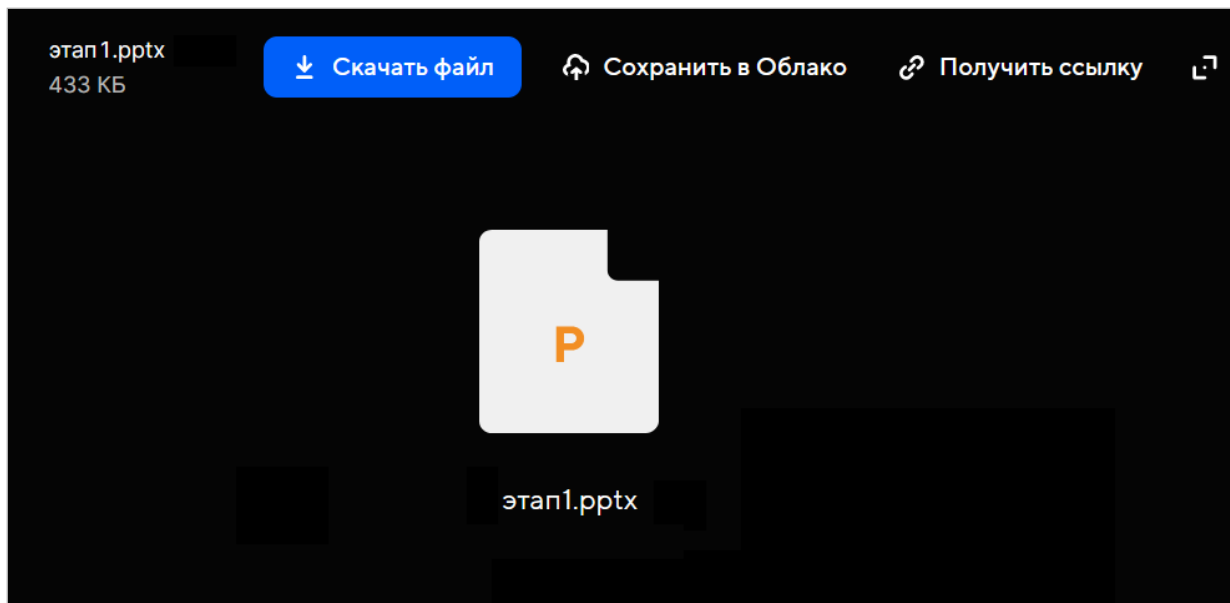 этап1.pptx
433 КБ
Скачать файл
Сохранить в Облако
Получить ссылку
P
этап1.pptx